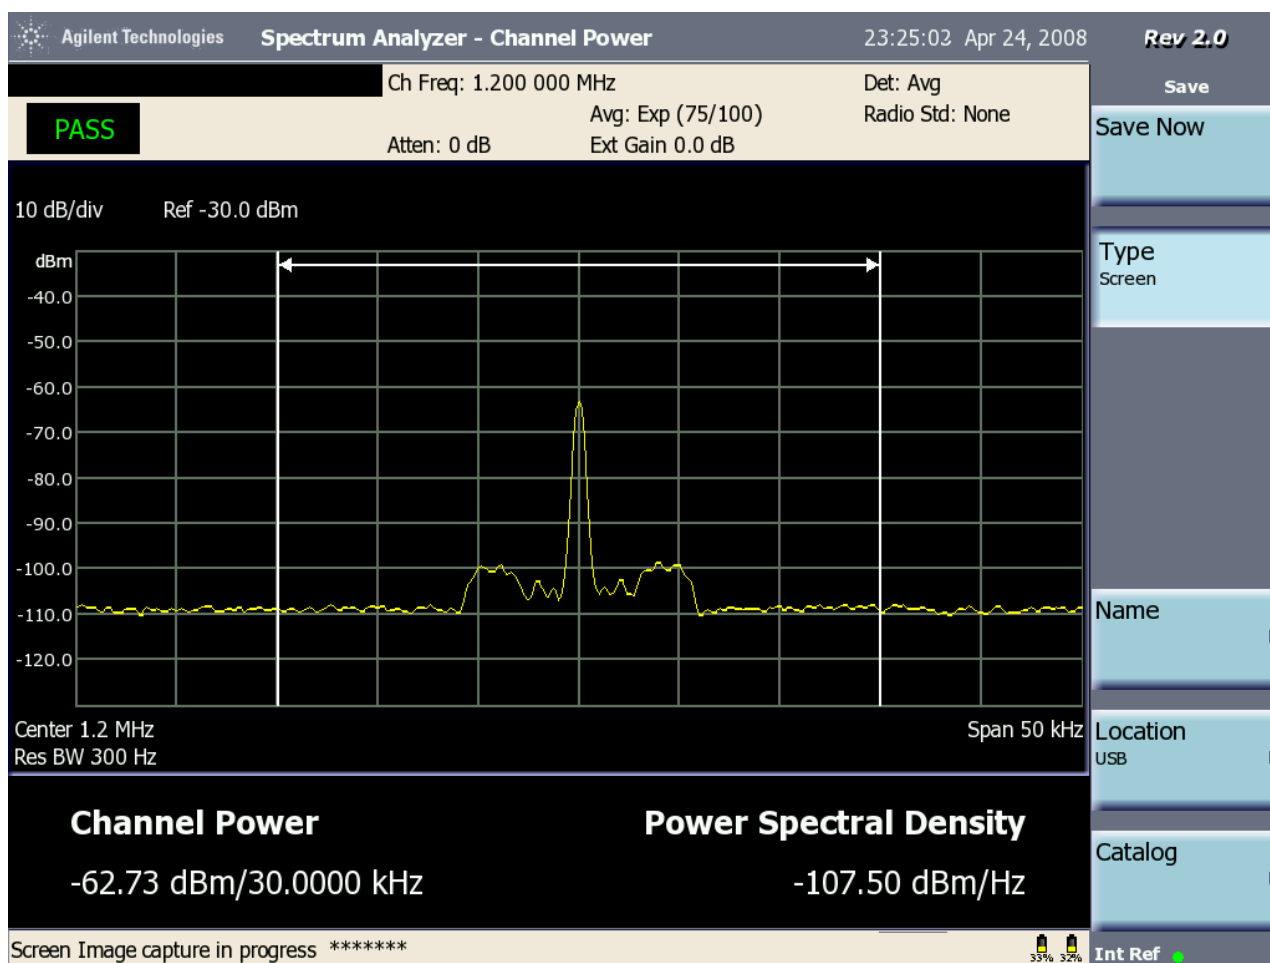 Agilent Technologies Spectrum Analyzer - Channel Power 23:25:03 Apr 24, 2008 Rev 2.0
Ch Freq: 1.200 000 MHz Det: Avg
PASS Avg: Exp (75/100) Radio Std: None
Atten: 0 dB Ext Gain 0.0 dB
10 dB/div Ref -30.0 dBm
dBm
-40.0
-50.0
-60.0
-70.0
-80.0
-90.0
-100.0
-110.0
-120.0
Center 1.2 MHz Span 50 kHz
Res BW 300 Hz
Channel Power Power Spectral Density
-62.73 dBm/30.0000 kHz -107.50 dBm/Hz
Screen Image capture in progress ******* 33% 32%
Save
Save Now
Type
Screen
Name
Location
USB
Catalog
Int Ref